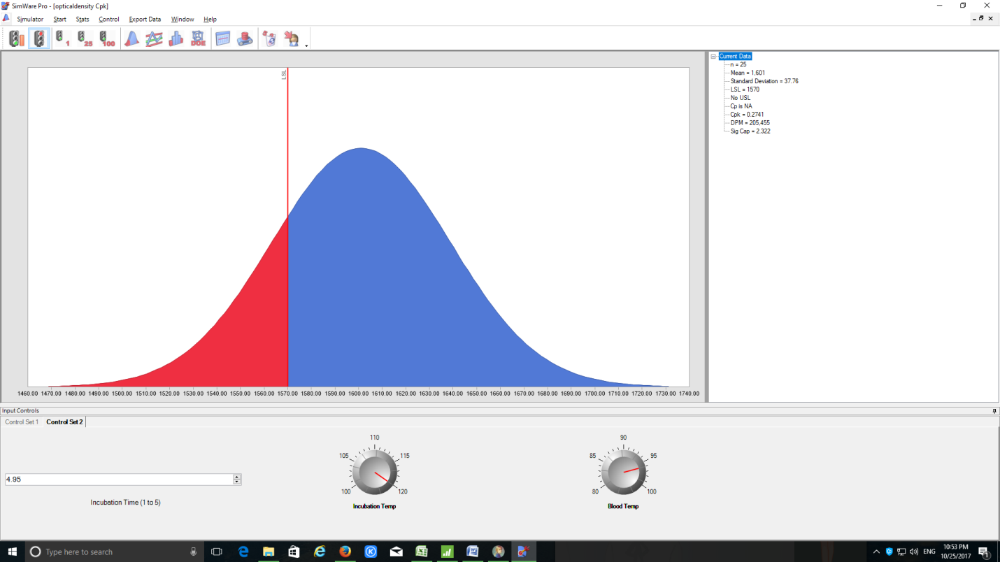 SimWare Pro - [opticaldensity Cpk]
Simulator Start Stats Control Export Data Window Help
1 25 100 DOE
LSL
Current Data
n = 25
Mean = 1,601
Standard Deviation = 37.76
LSL = 1570
No USL
Cp is NA
Cpk = 0.2741
DPM = 205,455
Sig Cap = 2.322
1460.00 1470.00 1480.00 1490.00 1500.00 1510.00 1520.00 1530.00 1540.00 1550.00 1560.00 1570.00 1580.00 1590.00 1600.00 1610.00 1620.00 1630.00 1640.00 1650.00 1660.00 1670.00 1680.00 1690.00 1700.00 1710.00 1720.00 1730.00 1740.00
Input Controls
Control Set 1 Control Set 2
4.95
Incubation Time (1 to 5)
110
105 115
100 120
Incubation Temp
90
85 95
80 100
Blood Temp
Type here to search
ENG
10:53 PM
10/25/2017
1